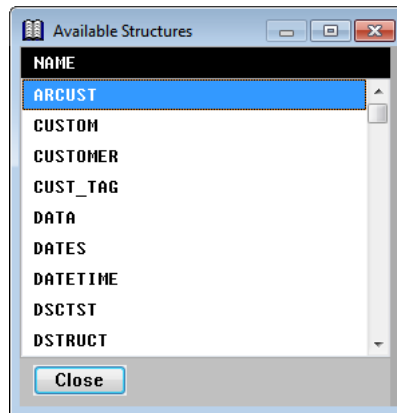 Available Structures
NAME
ARCUST
CUSTOM
CUSTOMER
CUST_TAG
DATA
DATES
DATETIME
DSCTST
DSTRUCT
Close